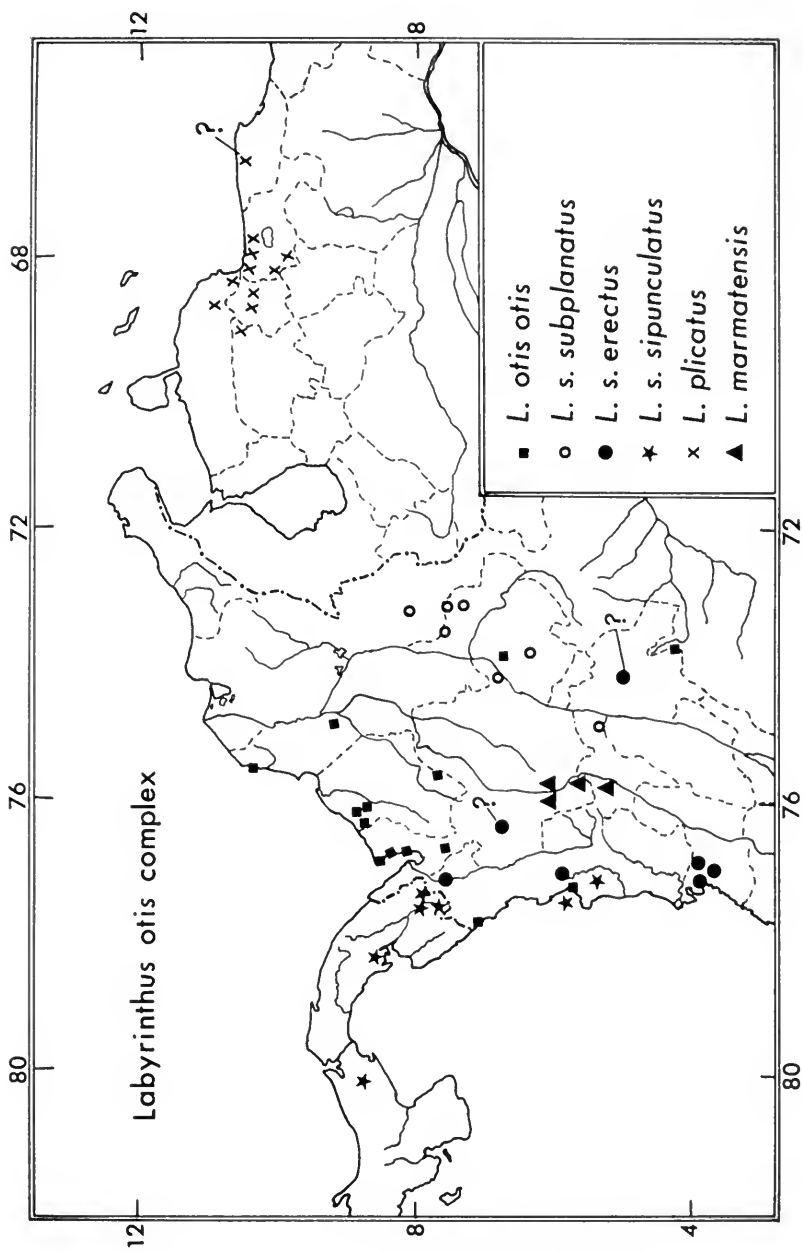 Labyrinthus otis complex
80
76
72
68
12
12
8
8
4
80
76
72
?
?
?
L. otis otis
L. s. subplanatus
L. s. erectus
L. s. sipunculatus
L. plicatus
L. marmatensis